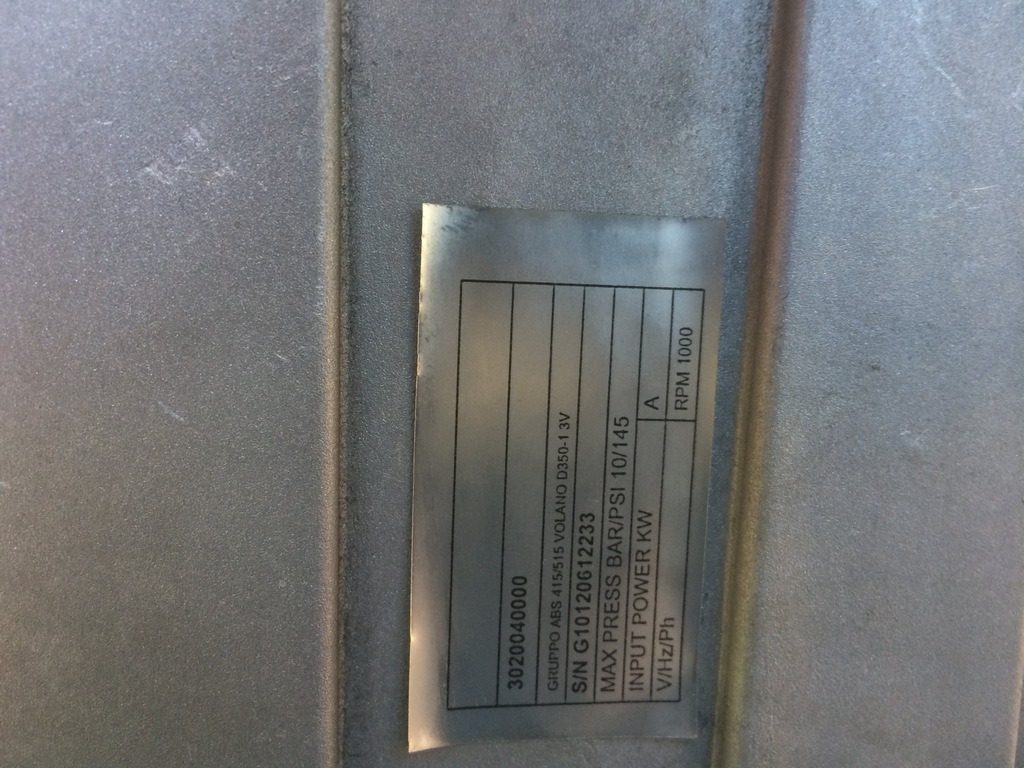 3020040000
GRUPPO ABS 415/515 VOLANO D350-1 3V
S/N G10120612233
MAX PRESS BAR/PSI 10/145
INPUT POWER KW
V/Hz/Ph A
RPM 1000